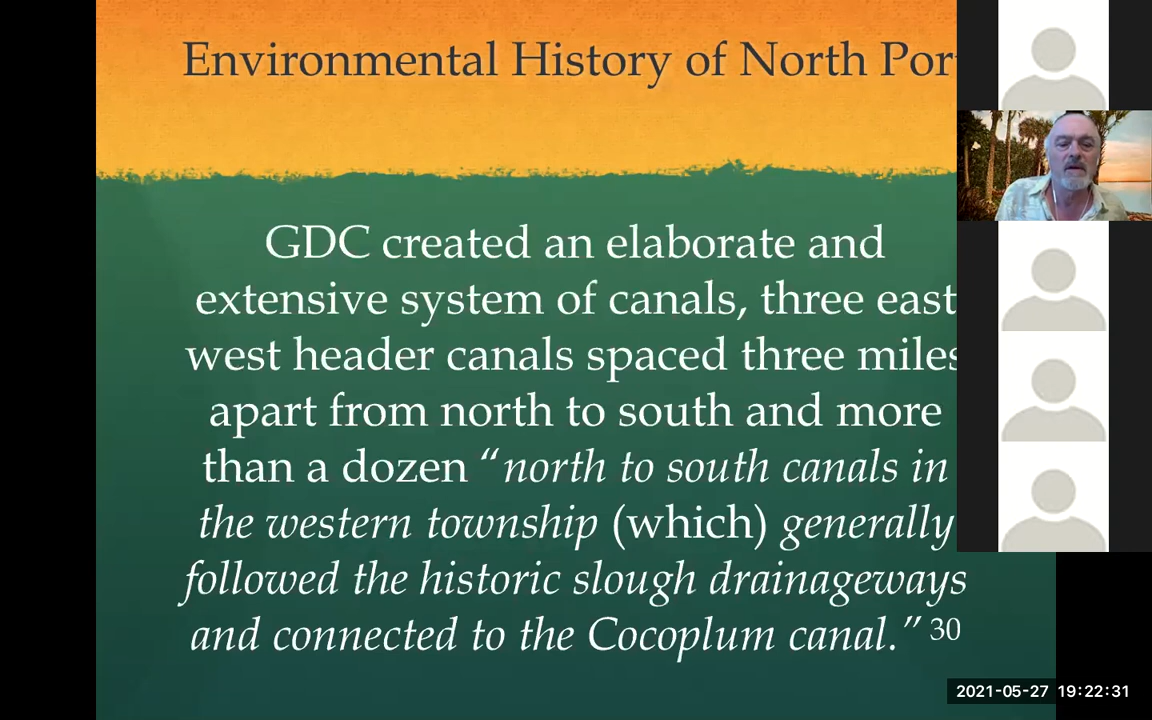 Environmental History of North Por
GDC created an elaborate and
extensive system of canals, three east
west header canals spaced three miles
apart from north to south and more
than a dozen “north to south canals in
the western township (which) generally
followed the historic slough drainageways
and connected to the Cocoplum canal.” 30
2021-05-27 19:22:31